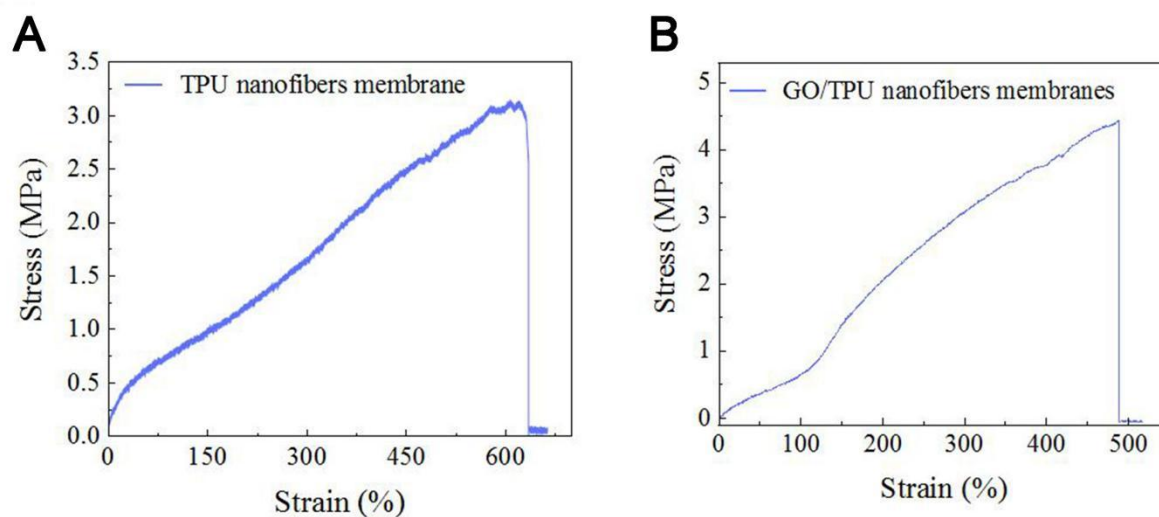 A
B
TPU nanofibers membrane
3.5
3.0
2.5
2.0
1.5
1.0
0.5
0.0
Stress (MPa)
0 150 300 450 600
Strain (%)
GO/TPU nanofibers membranes
5
4
3
2
1
0
Stress (MPa)
0 100 200 300 400 500
Strain (%)